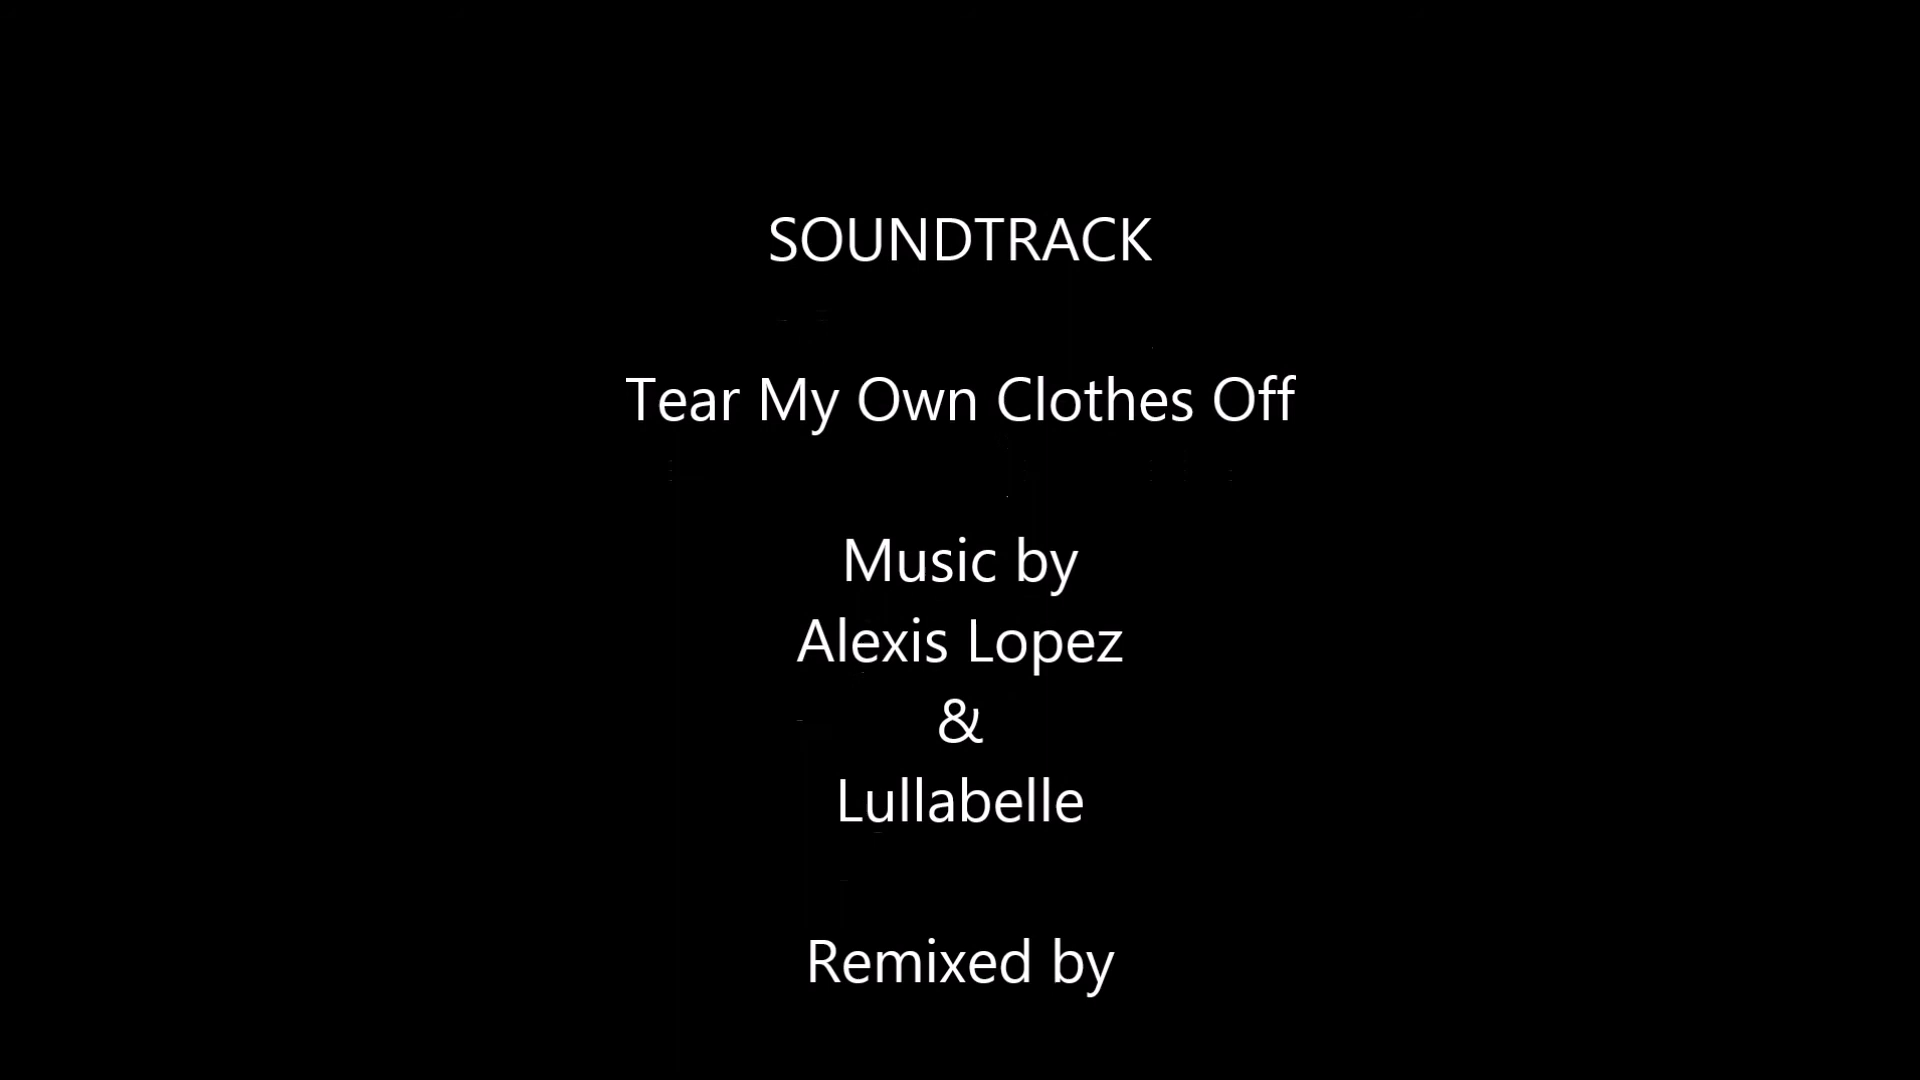 SOUNDTRACK
Tear My Own Clothes Off
Music by
Alexis Lopez
&
Lullabelle
Remixed by